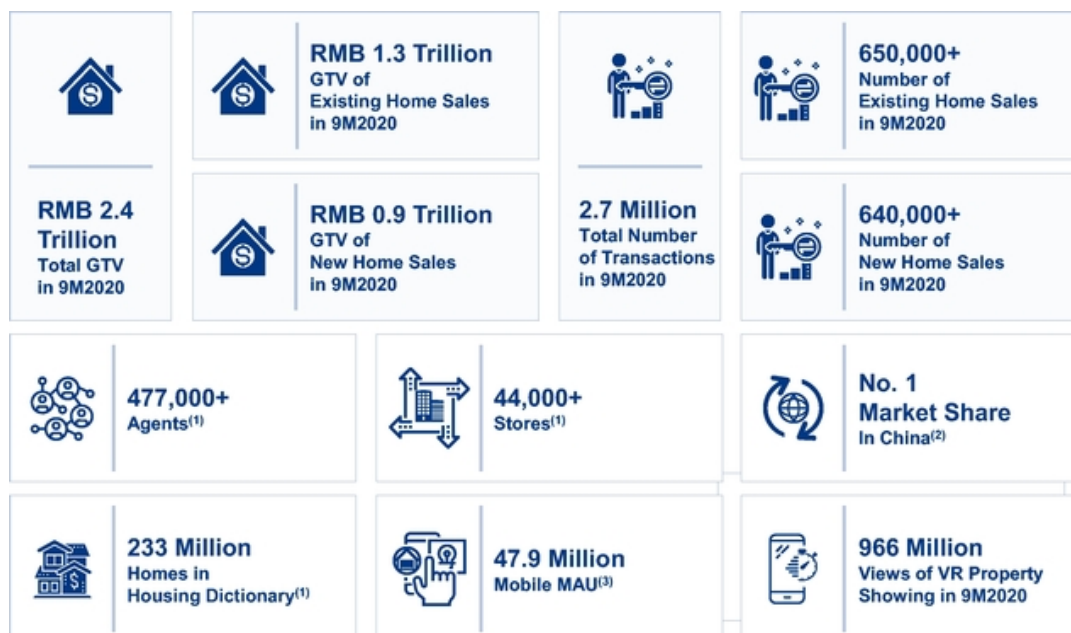 RMB 2.4
Trillion
Total GTV
in 9M2020
RMB 1.3 Trillion
GTV of
Existing Home Sales
in 9M2020
RMB 0.9 Trillion
GTV of
New Home Sales
in 9M2020
2.7 Million
Total Number
of Transactions
in 9M2020
650,000+
Number of
Existing Home Sales
in 9M2020
640,000+
Number of
New Home Sales
in 9M2020
477,000+
Agents(1)
44,000+
Stores(1)
No. 1
Market Share
In China(2)
233 Million
Homes in
Housing Dictionary(1)
47.9 Million
Mobile MAU(3)
966 Million
Views of VR Property
Showing in 9M2020